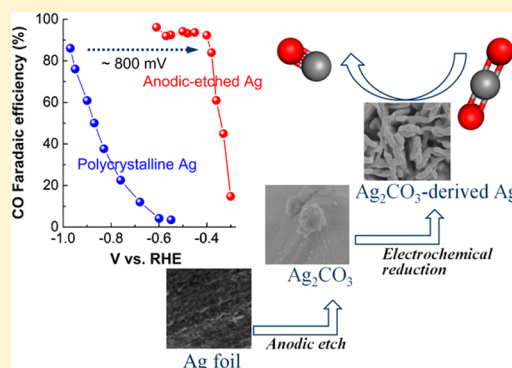 CO Faradaic efficiency (%)
100
80
60
40
20
0
~ 800 mV
Anodic-etched Ag
Polycrystalline Ag
-1.0
-0.8
-0.6
-0.4
V vs. RHE
Ag2CO3-derived Ag
Ag2CO3
Electrochemical
reduction
Ag foil
Anodic etch